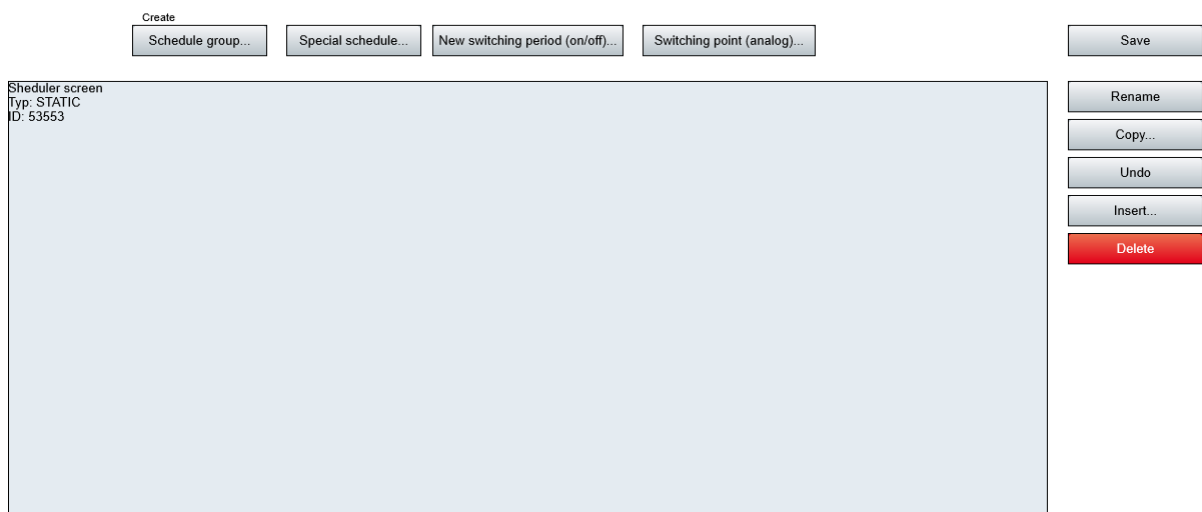 Create
Schedule group...
Special schedule...
New switching period (on/off)...
Switching point (analog)...
Save
Sheduler screen
Typ: STATIC
ID: 53553
Rename
Copy...
Undo
Insert...
Delete